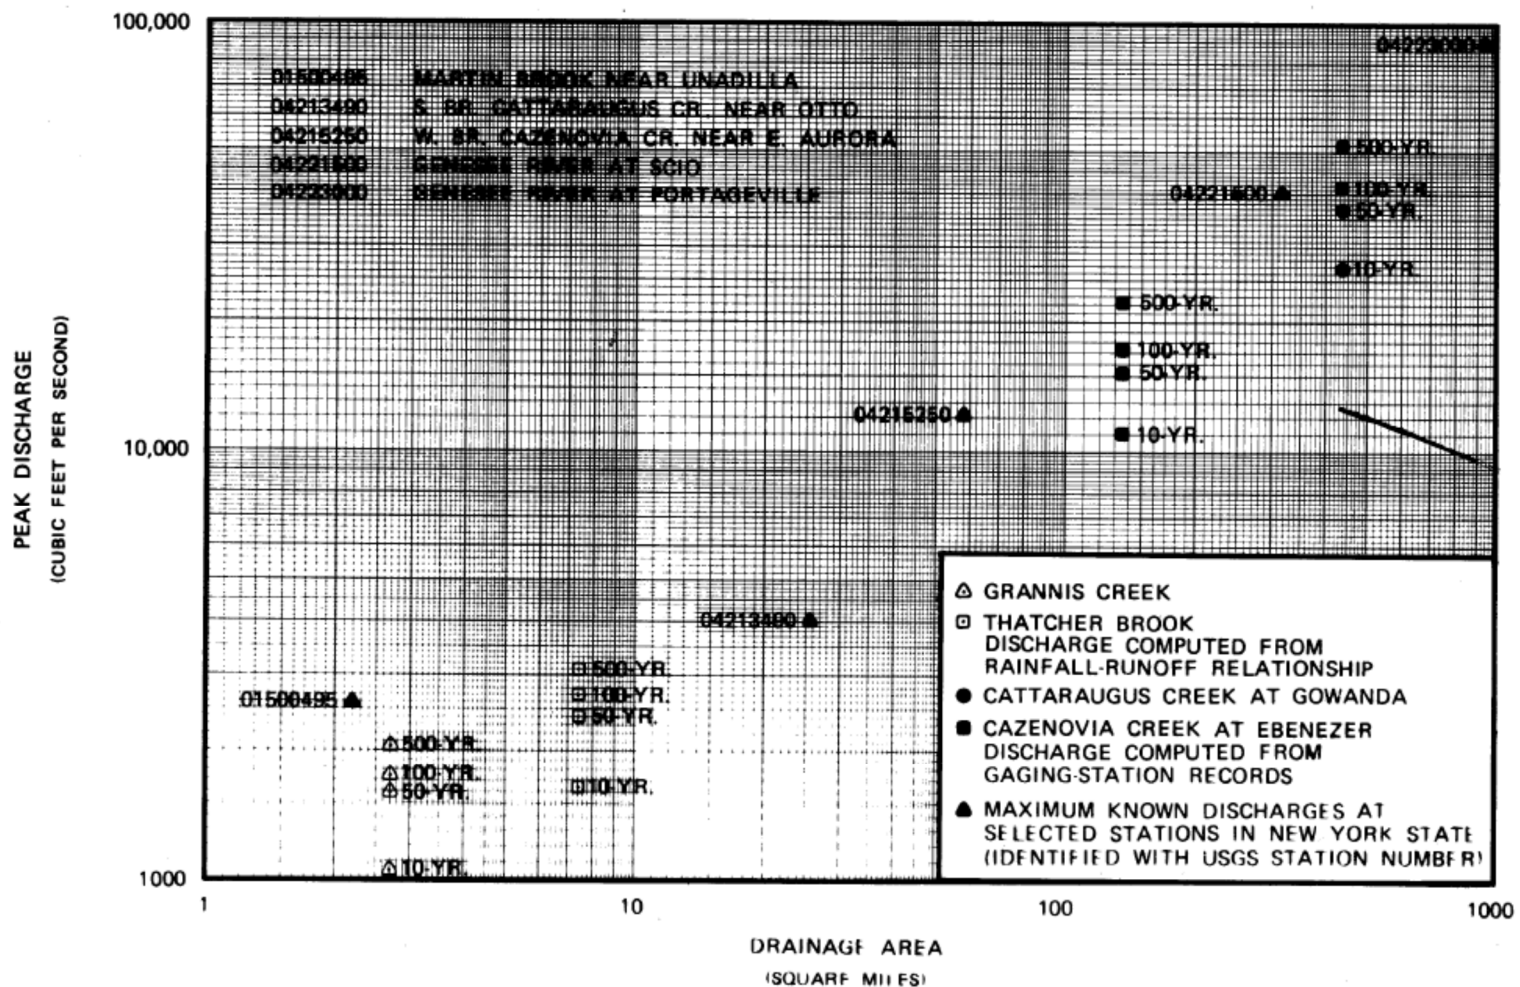 100,000
04223000
01500495 MARTIN BROOK NEAR UNADILLA
04213490 S. BR. CATTARAUGUS CR. NEAR OTTO
04215250 W. BR. CAZENOVIA CR. NEAR E. AURORA
04221500 GENESEE RIVER AT SCIO
04223000 GENESEE RIVER AT PORTAGEVILLE
500-YR.
04221500
100-YR.
50-YR.
10-YR.
500-YR.
100-YR.
50-YR.
04215250
10-YR.
10,000
PEAK DISCHARGE
(CUBIC FEET PER SECOND)
04213490
500-YR.
100-YR.
50-YR.
10-YR.
01500495
500-YR.
100-YR.
50-YR.
10-YR.
GRANNIS CREEK
THATCHER BROOK
DISCHARGE COMPUTED FROM
RAINFALL-RUNOFF RELATIONSHIP
CATTARAUGUS CREEK AT GOWANDA
CAZENOVIA CREEK AT EBENEZER
DISCHARGE COMPUTED FROM
GAGING-STATION RECORDS
MAXIMUM KNOWN DISCHARGES AT
SELECTED STATIONS IN NEW YORK STATE
(IDENTIFIED WITH USGS STATION NUMBER)
1000
1 10 100 1000
DRAINAGE AREA
(SQUARE MILES)